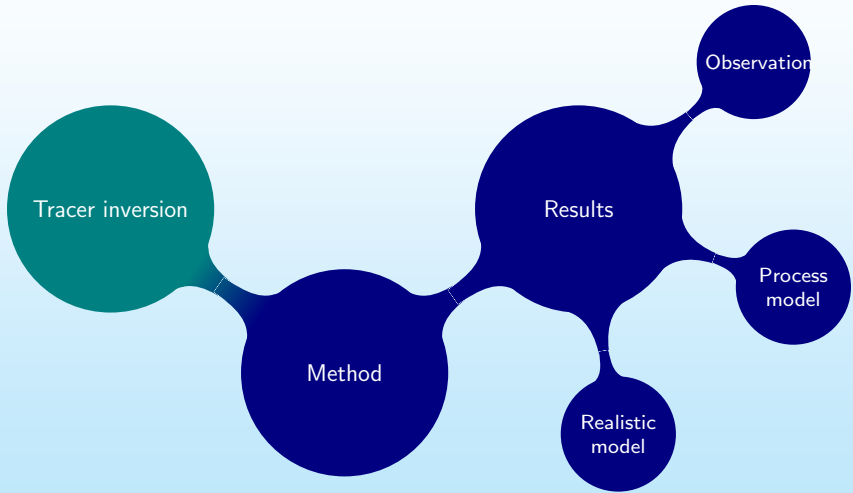 Tracer inversion
Method
Results
Observation
Process
model
Realistic
model